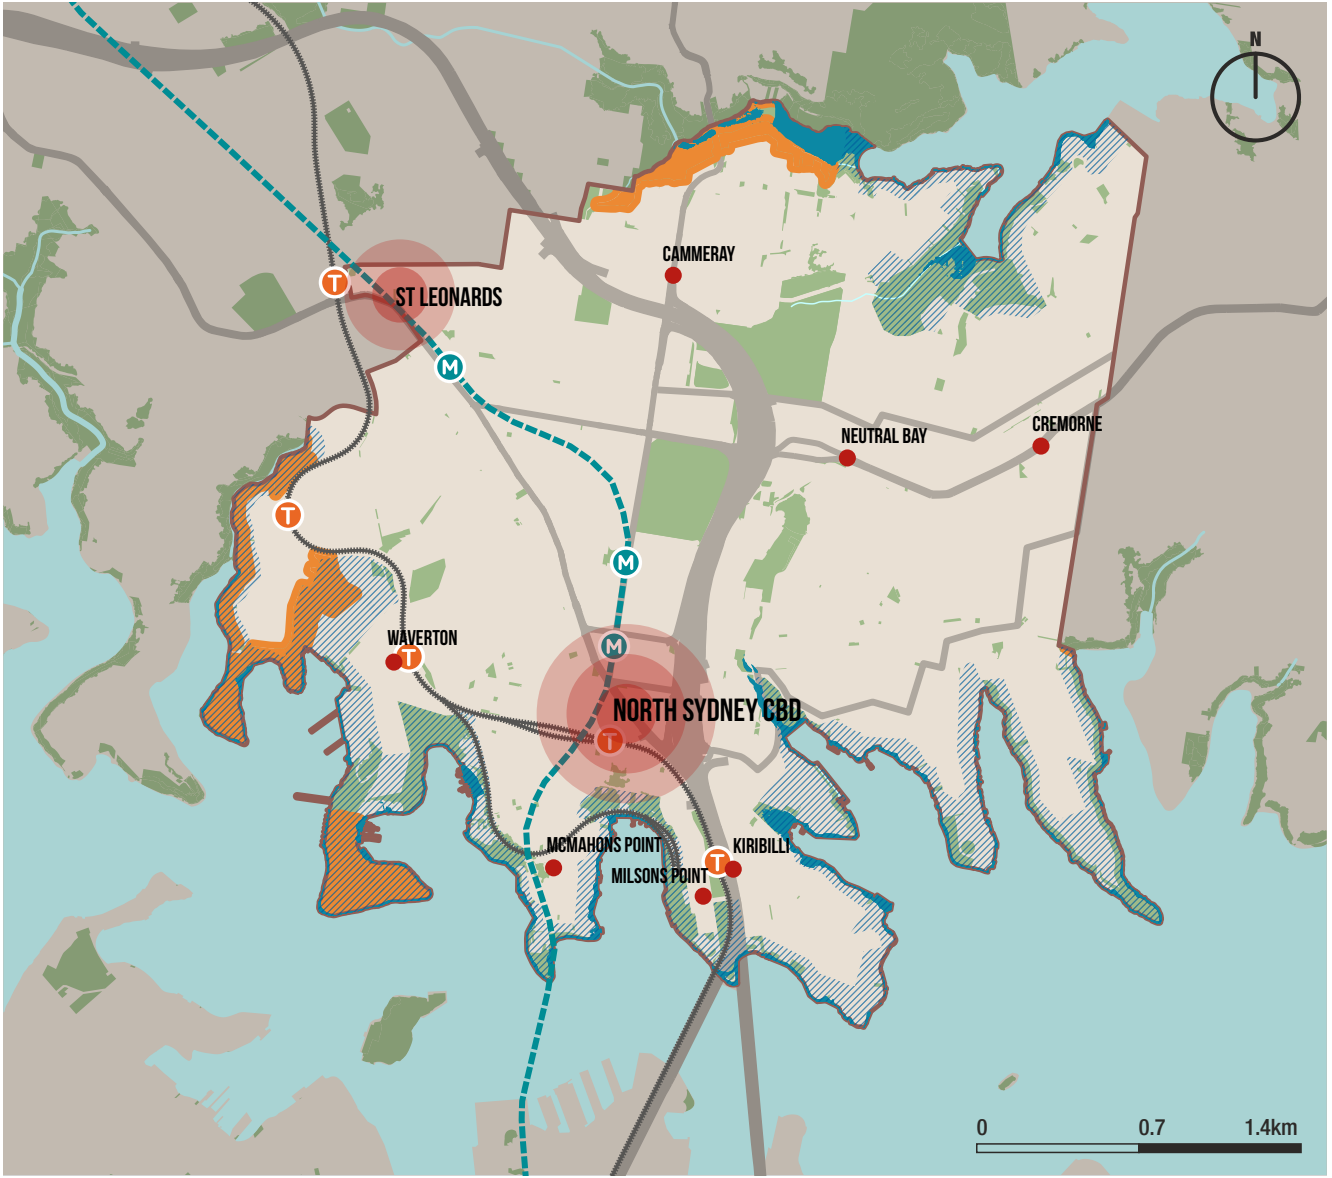 N
CAMMERAY
T
ST LEONARDS
M
NEUTRAL BAY
CREMORNE
T
M
WAVERTON
T
M
NORTH SYDNEY CBD
T
MCMAHONS POINT
KIRIBILLI
T
MILSONS POINT
0 0.7 1.4km